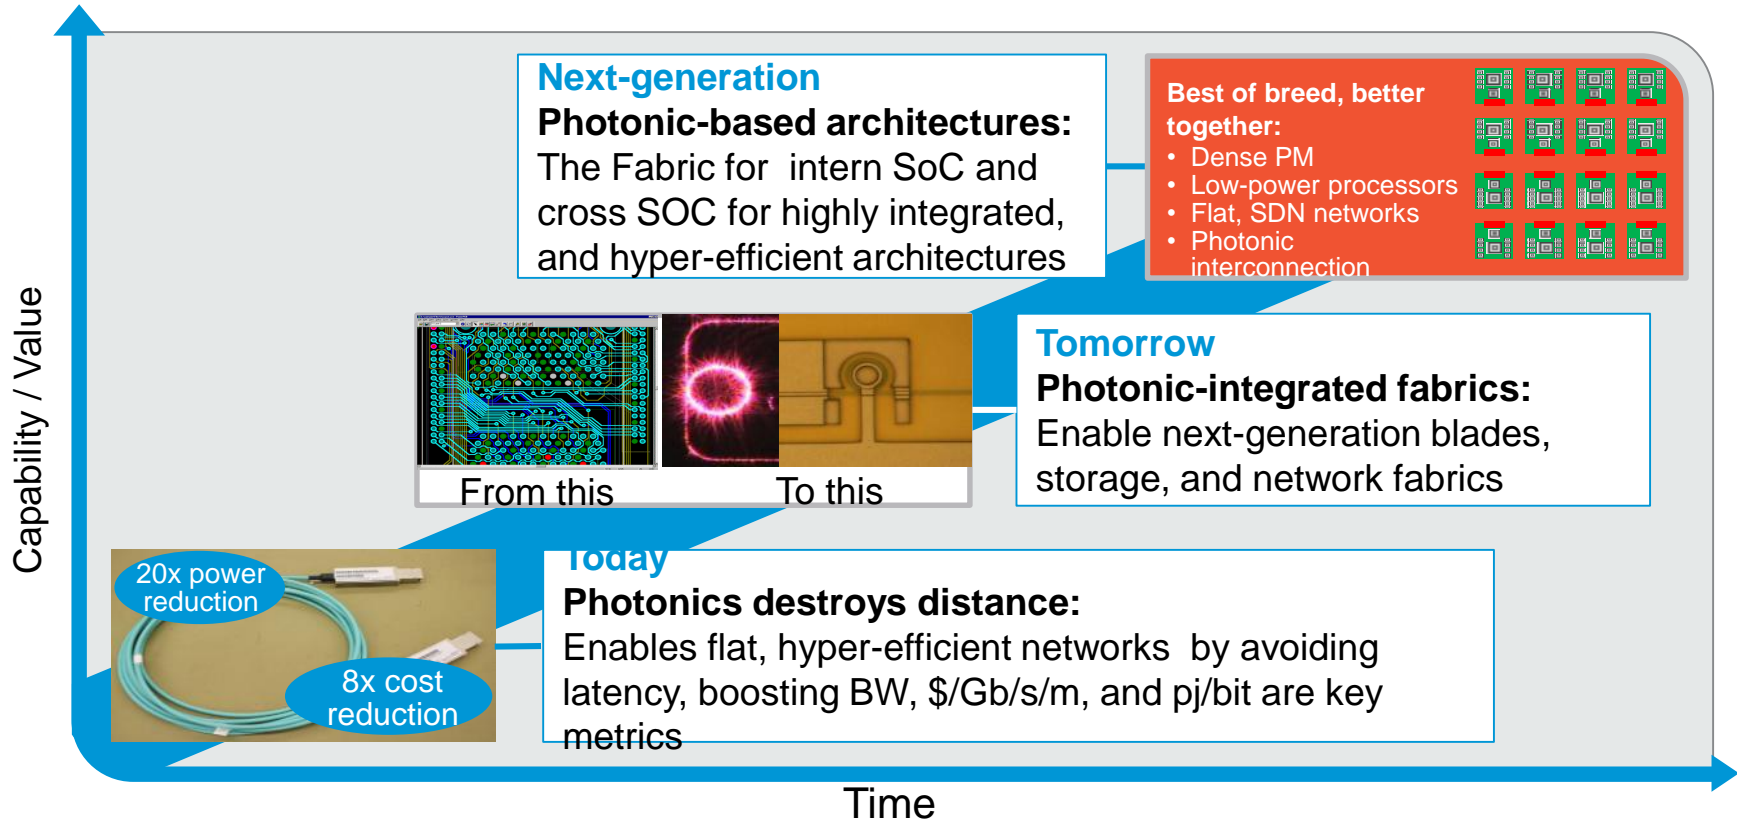 Capability / Value
Next-generation
Photonic-based architectures:
The Fabric for  intern SoC and
cross SOC for highly integrated,
and hyper-efficient architectures
Best of breed, better
together:
• Dense PM
• Low-power processors
• Flat, SDN networks
• Photonic
interconnection
From this
To this
Tomorrow
Photonic-integrated fabrics:
Enable next-generation blades,
storage, and network fabrics
20x power
reduction
8x cost
reduction
Today
Photonics destroys distance:
Enables flat, hyper-efficient networks  by avoiding
latency, boosting BW, $/Gb/s/m, and pj/bit are key
metrics
Time